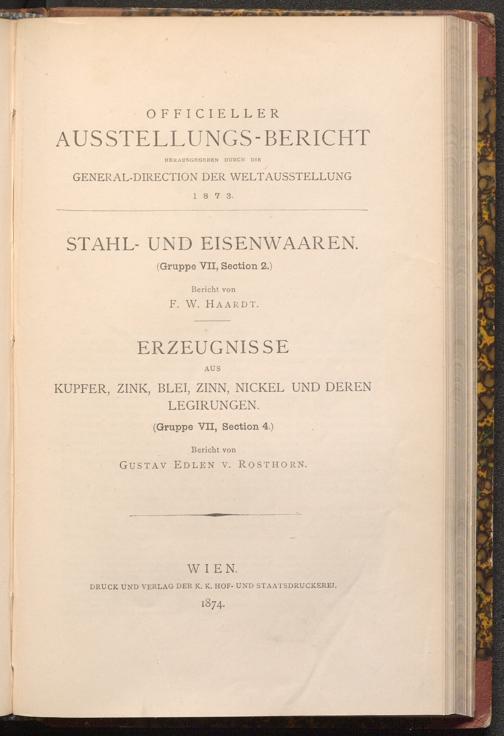 OFFICIELLER
AUSSTELLUNGS-BERICHT
HERAUSGEGEBEN DURCH DIE
GENERAL-DIRECTION DER WELTAUSSTELLUNG
1873.
STAHL- UND EISENWAAREN.
(Gruppe VII, Section 2.)
Bericht von
F. W. HAARDT.
ERZEUGNISSE
AUS
KUPFER, ZINK, BLEI, ZINN, NICKEL UND DEREN
LEGIRUNGEN.
(Gruppe VII, Section 4.)
Bericht von
GUSTAV EDLEN V. ROSTHORN.
WIEN.
DRUCK UND VERLAG DER K. K. HOF- UND STAATSDRUCKEREI.
1874.